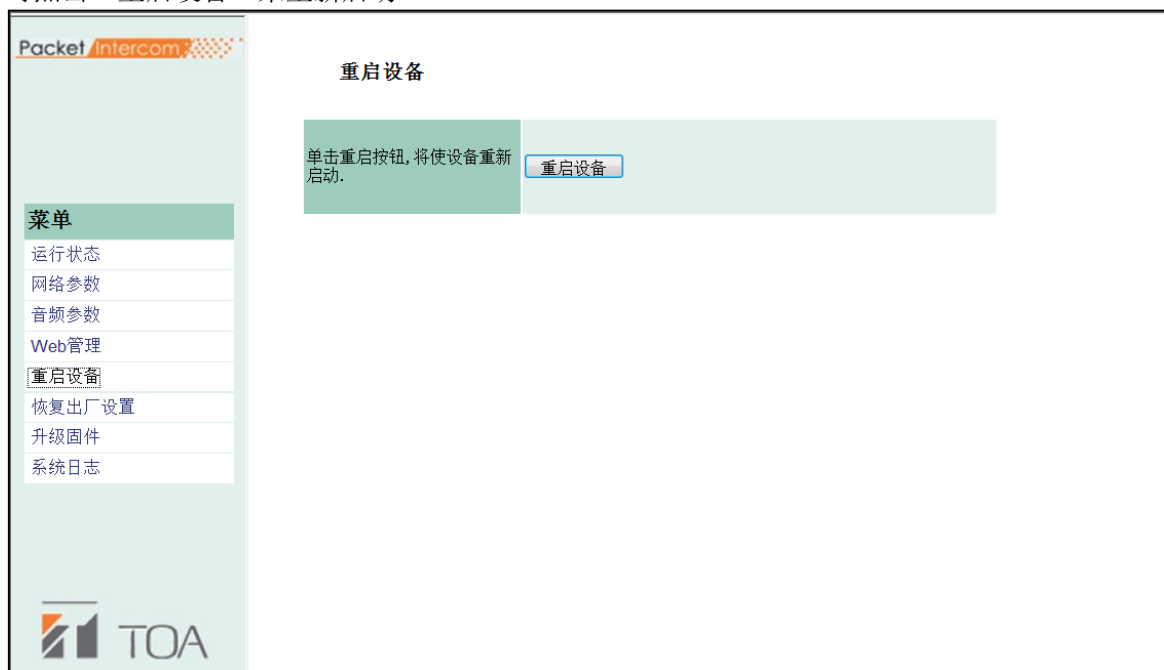 Packet Intercom
重启设备
单击重启按钮, 将使设备重新
启动.
重启设备
菜单
运行状态
网络参数
音频参数
Web管理
重启设备
恢复出厂设置
升级固件
系统日志
TOA